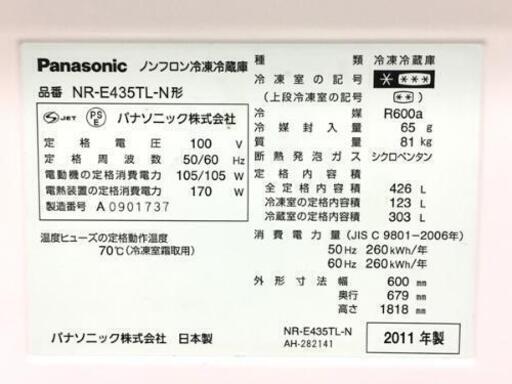 Panasonic ノンフロン冷凍冷蔵庫
品番 NR-E435TL-N形
SJET PSE パナソニック株式会社
定格電圧 100 V
定格周波数 50/60 Hz
電動機の定格消費電力 105/105 W
電熱装置の定格消費電力 170 W
製造番号 A 0901737
温度ヒューズの定格動作温度
70℃(冷凍室霜取用)
パナソニック株式会社 日本製
種類 冷凍冷蔵庫
冷凍室の記号 * ***
(上段冷凍室の記号 **)
冷媒 R600a
冷媒封入量 65 g
質量 81 kg
断熱発泡ガス シクロペンタン
定格内容積
全定格内容積 426 L
冷凍室の定格内容積 123 L
冷蔵室の定格内容積 303 L
消費電力量(JIS C 9801-2006年)
50Hz 260kWh/年
60Hz 260kWh/年
外形寸法 幅 600 mm
奥行 679 mm
高さ 1818 mm
NR-E435TL-N
AH-282141
2011年製